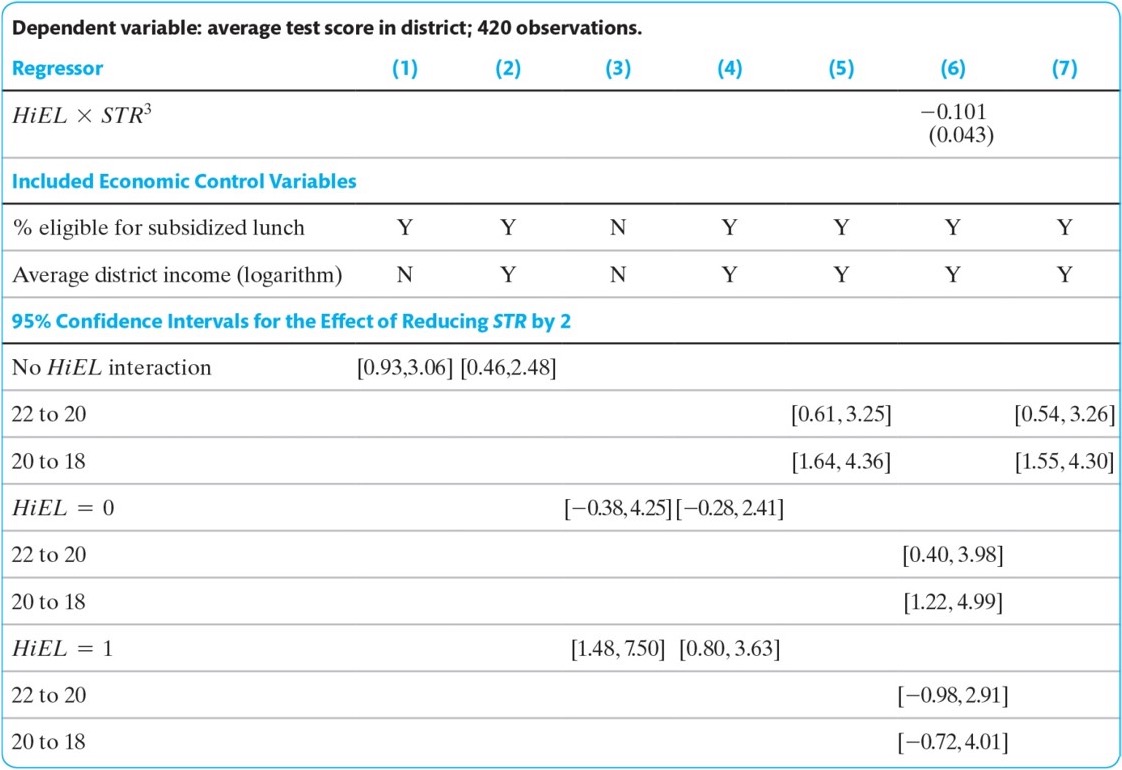 Dependent variable: average test score in district; 420 observations.
Regressor (1) (2) (3) (4) (5) (6) (7)
HiEL × STR³ −0.101
(0.043)
Included Economic Control Variables
% eligible for subsidized lunch Y Y N Y Y Y Y
Average district income (logarithm) N Y N Y Y Y Y
95% Confidence Intervals for the Effect of Reducing STR by 2
No HiEL interaction [0.93,3.06] [0.46,2.48]
22 to 20 [0.61, 3.25] [0.54, 3.26]
20 to 18 [1.64, 4.36] [1.55, 4.30]
HiEL = 0 [−0.38, 4.25] [−0.28, 2.41]
22 to 20 [0.40, 3.98]
20 to 18 [1.22, 4.99]
HiEL = 1 [1.48, 7.50] [0.80, 3.63]
22 to 20 [−0.98, 2.91]
20 to 18 [−0.72, 4.01]